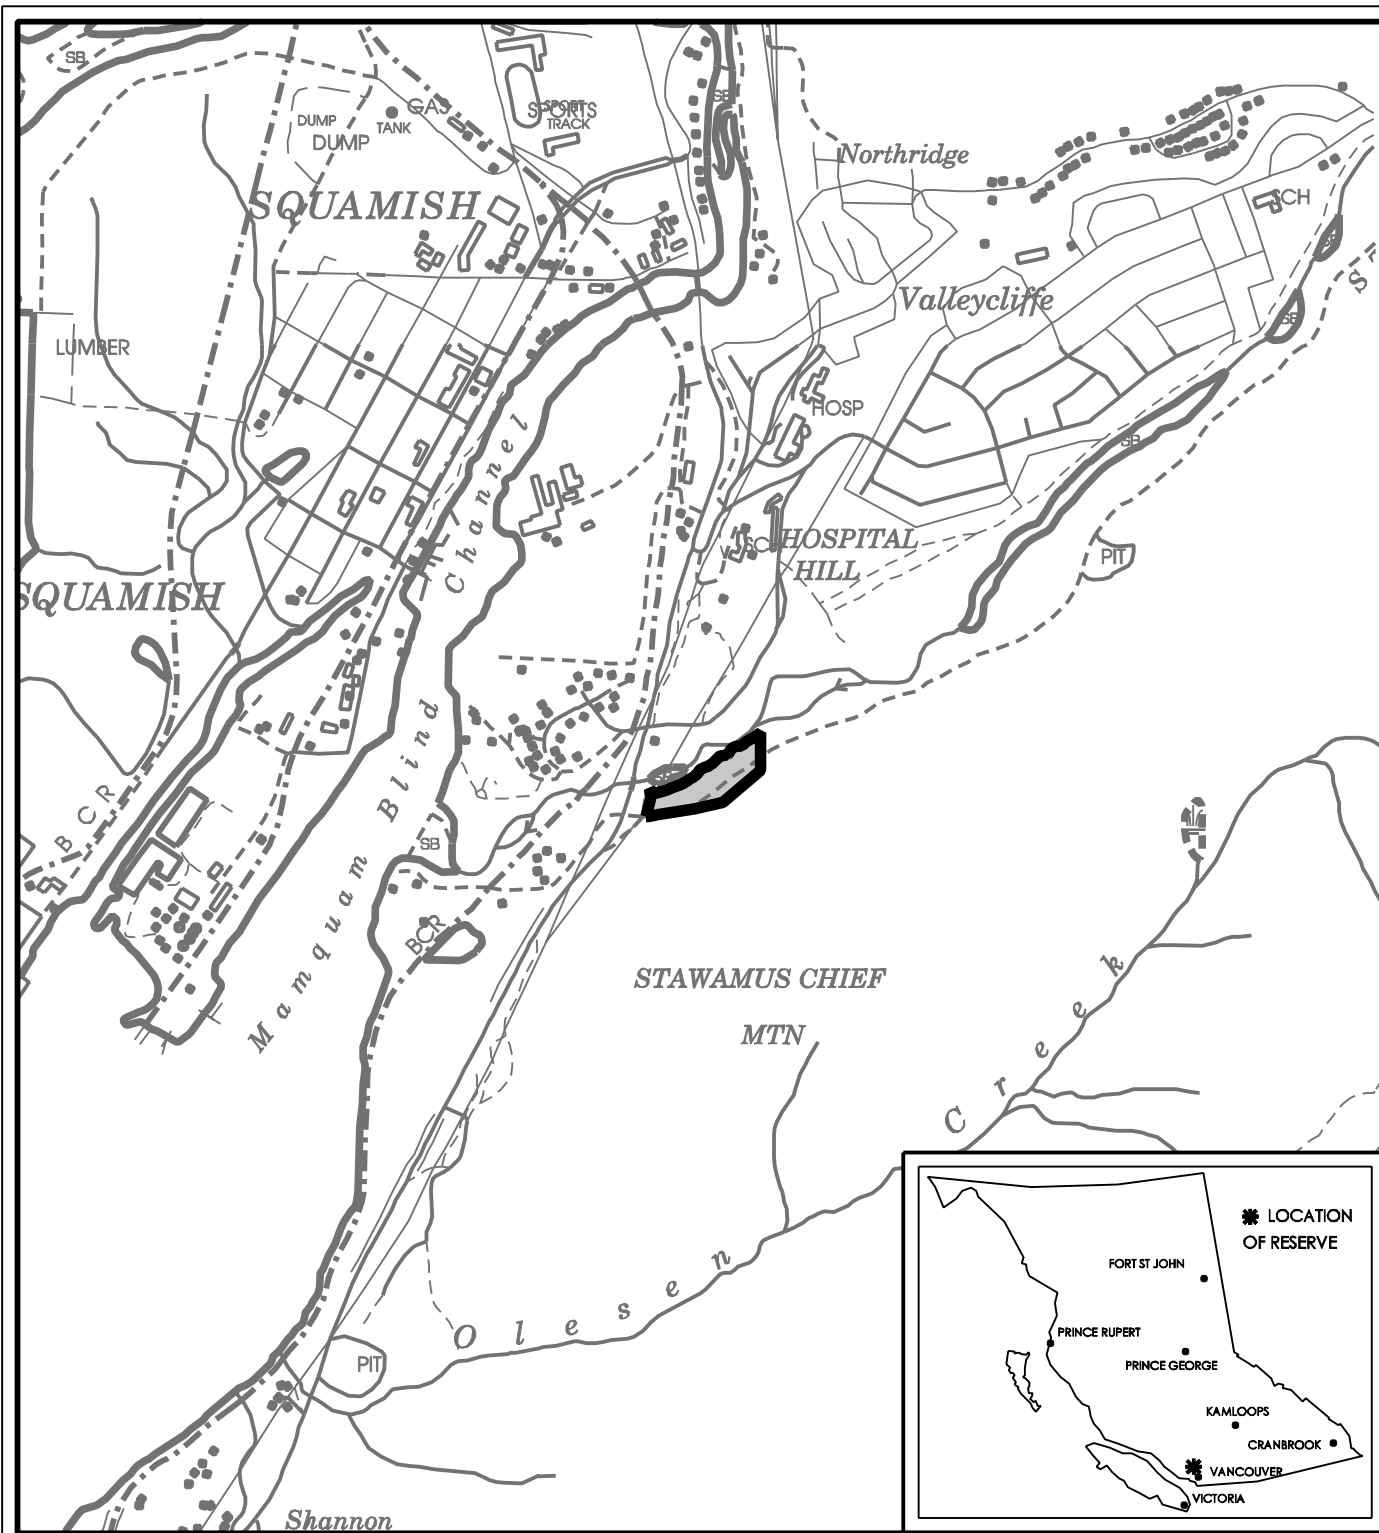 SB
GAS
DUMP
TANK
DUMP
SPORTS
SPORT
TRACK
SB
Northridge
SQUAMISH
SCH
SB
Valleycliffe
SB
LUMBER
HOSP
SB
Channel
HOSPITAL
HILL
SCH
PIT
SQUAMISH
Blind
BCR
SB
Mamquam
BCR
STAWAMUS CHIEF
MTN
Creek
Olesen
PIT
Shannon
LOCATION
OF RESERVE
FORT ST JOHN
PRINCE RUPERT
PRINCE GEORGE
KAMLOOPS
CRANBROOK
VANCOUVER
VICTORIA